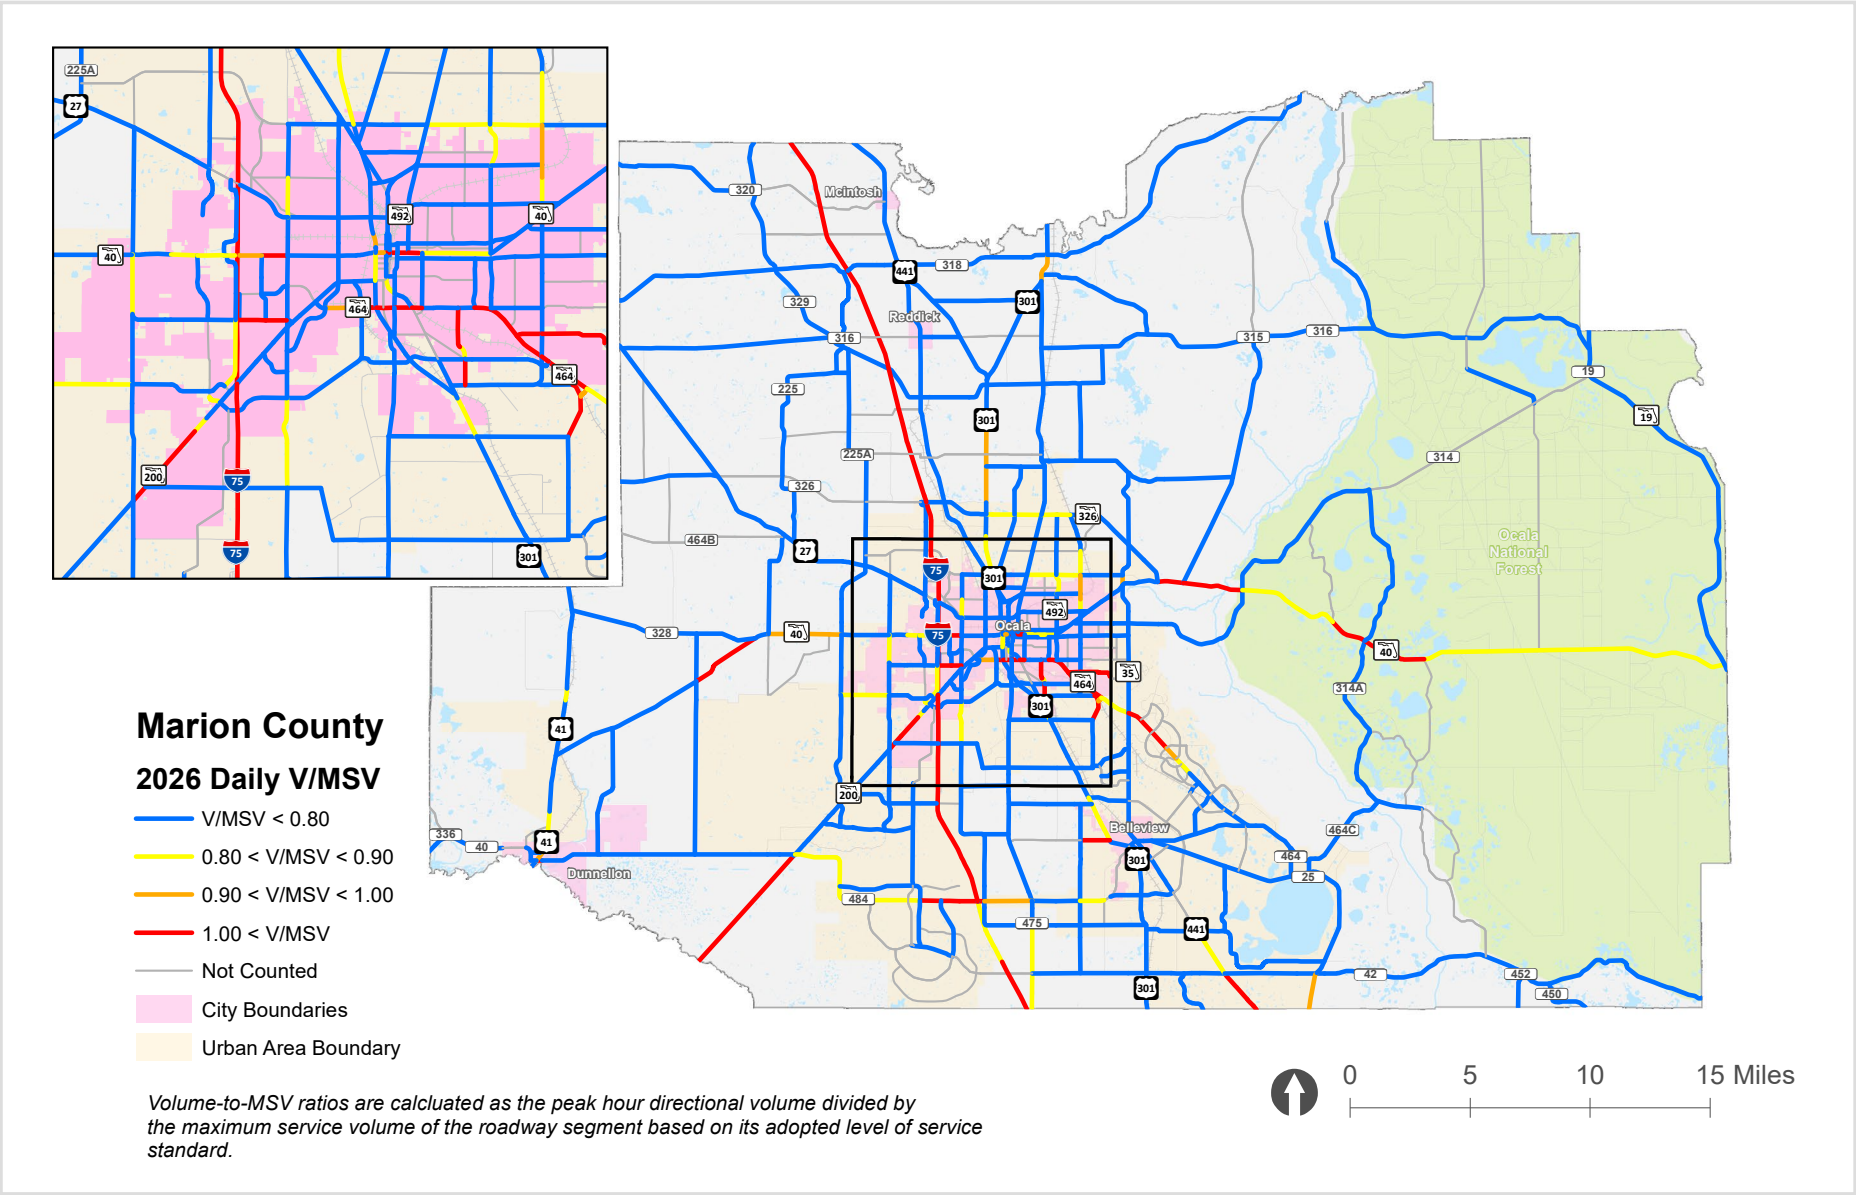 225A
27
40
492
40
464
464
200
75
75
301
320
McIntosh
441
318
329
301
Reddick
316
315
316
225
19
301
19
225A
314
326
326
464B
27
Ocala
National
Forest
75
301
492
328
40
Ocala
75
40
35
464
314A
301
41
Marion County
2026 Daily V/MSV
V/MSV < 0.80
0.80 < V/MSV < 0.90
0.90 < V/MSV < 1.00
1.00 < V/MSV
Not Counted
City Boundaries
Urban Area Boundary
200
336
40
41
Belleview
464C
301
464
25
Dunnellon
484
475
441
42
452
301
450
Volume-to-MSV ratios are calcluated as the peak hour directional volume divided by
the maximum service volume of the roadway segment based on its adopted level of service
standard.
0 5 10 15 Miles